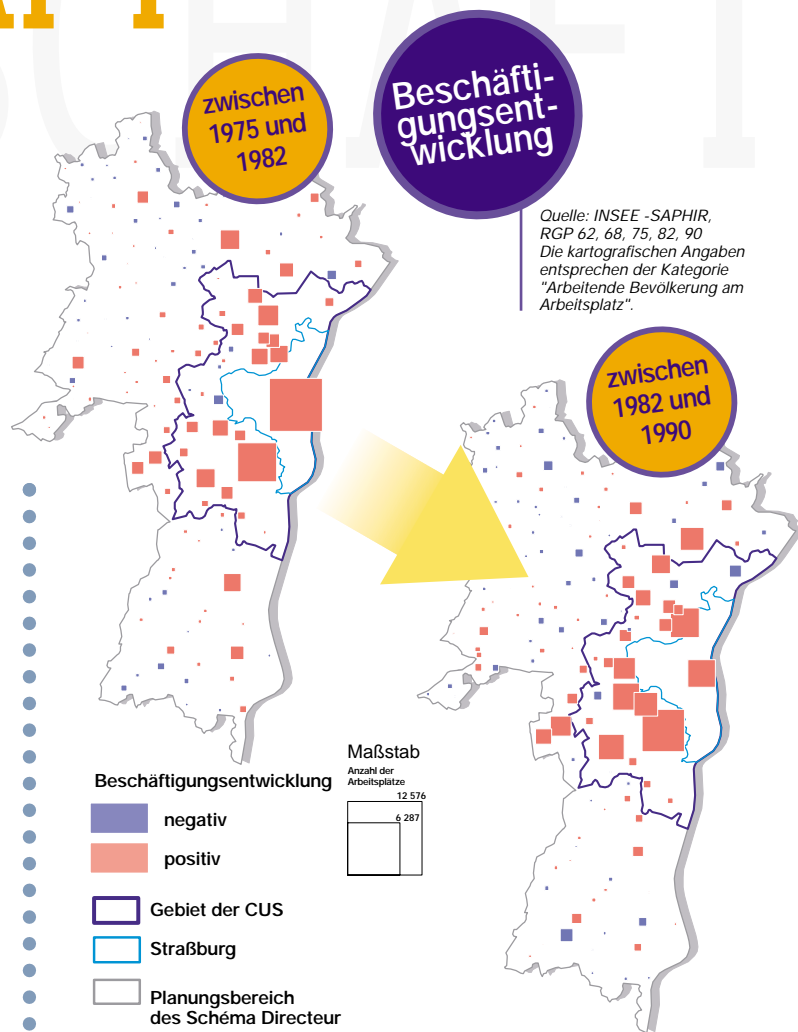 SCHAFT
zwischen
1975 und
1982
Beschäfti-
gungsent-
wicklung
Quelle: INSEE -SAPHIR,
RGP 62, 68, 75, 82, 90
Die kartografischen Angaben
entsprechen der Kategorie
"Arbeitende Bevölkerung am
Arbeitsplatz".
zwischen
1982 und
1990
Beschäftigungsentwicklung
negativ
positiv
Gebiet der CUS
Straßburg
Planungsbereich
des Schéma Directeur
Maßstab
Anzahl der
Arbeitsplätze
12 576
6 287